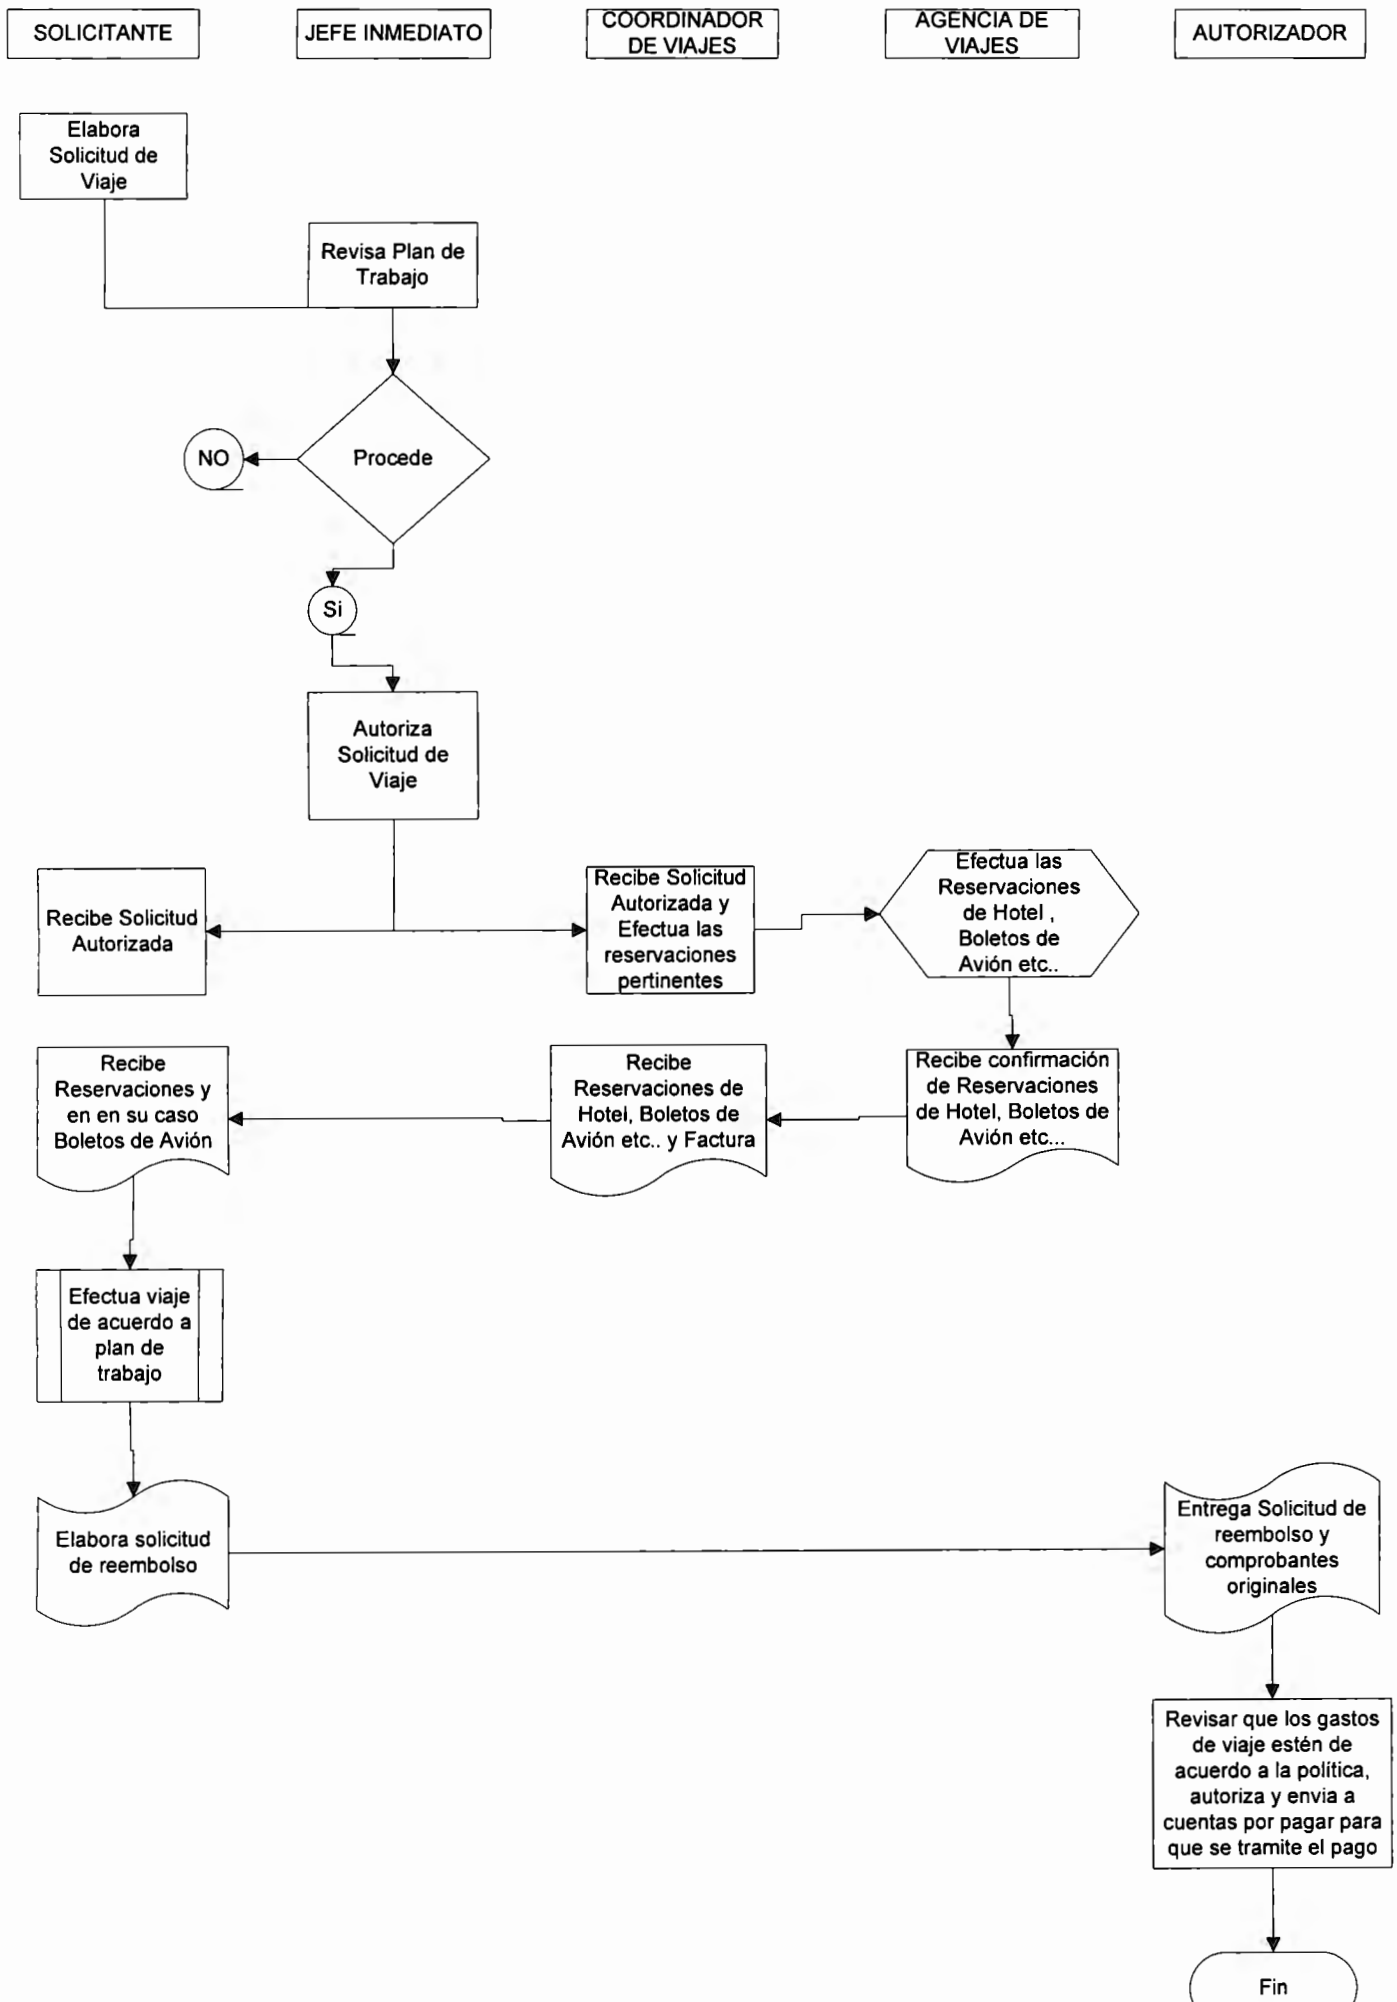 SOLICITANTE
JEFE INMEDIATO
COORDINADOR
DE VIAJES
AGENCIA DE
VIAJES
AUTORIZADOR
Elabora
Solicitud de
Viaje
Revisa Plan de
Trabajo
Procede
NO
Si
Autoriza
Solicitud de
Viaje
Recibe Solicitud
Autorizada
Recibe Solicitud
Autorizada y
Efectua las
reservaciones
pertinentes
Efectua las
Reservaciones
de Hotel ,
Boletos de
Avión etc..
Recibe
Reservaciones y
en en su caso
Boletos de Avión
Recibe
Reservaciones de
Hotel, Boletos de
Avión etc.. y Factura
Recibe confirmación
de Reservaciones
de Hotel, Boletos de
Avión etc...
Efectua viaje
de acuerdo a
plan de
trabajo
Elabora solicitud
de reembolso
Entrega Solicitud de
reembolso y
comprobantes
originales
Revisar que los gastos
de viaje estén de
acuerdo a la política,
autoriza y envia a
cuentas por pagar para
que se tramite el pago
Fin